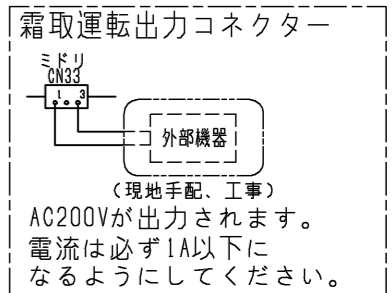 霜取運転出力コネクター
ミドリ
CN33
1 3
外部機器
(現地手配、工事)
AC200Vが出力されます。
電流は必ず1A以下に
なるようにしてください。